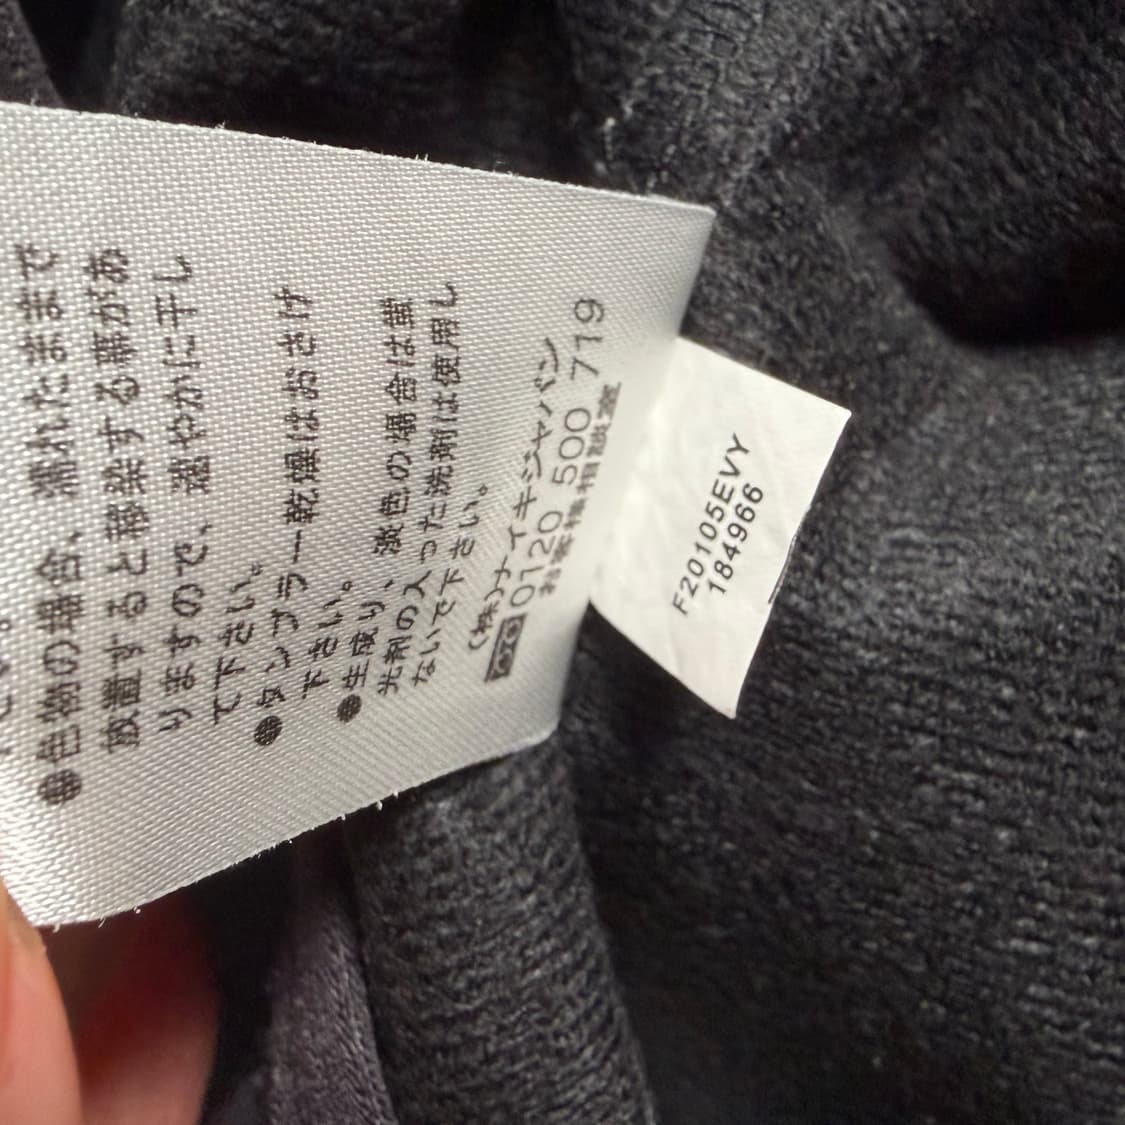 ●色物の場合、濡れたままで
放置すると移染する事があ
りますので、速やかに干し
て下さい。
●タンブラー乾燥はおさけ
下さい。
●生成り、淡色の場合は蛍
光剤の入った洗剤は使用し
ないで下さい。
(株)ナイキジャパン
0120 500 719
お客様相談室
F20105EVY
184966